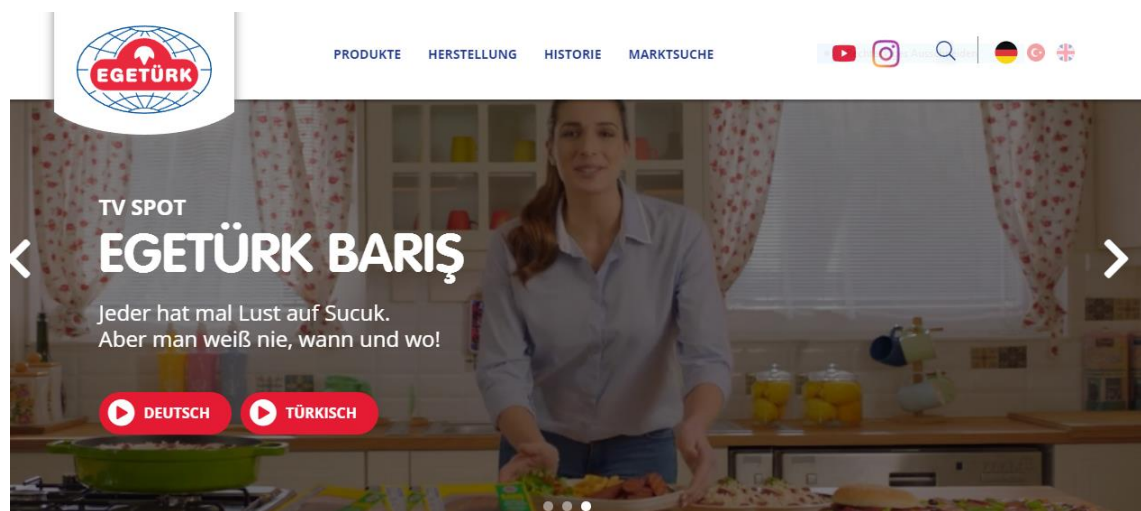 EGETÜRK
PRODUKTE HERSTELLUNG HISTORIE MARKTSUCHE
TV SPOT
EGETÜRK BARIŞ
Jeder hat mal Lust auf Sucuk.
Aber man weiß nie, wann und wo!
DEUTSCH TÜRKISCH